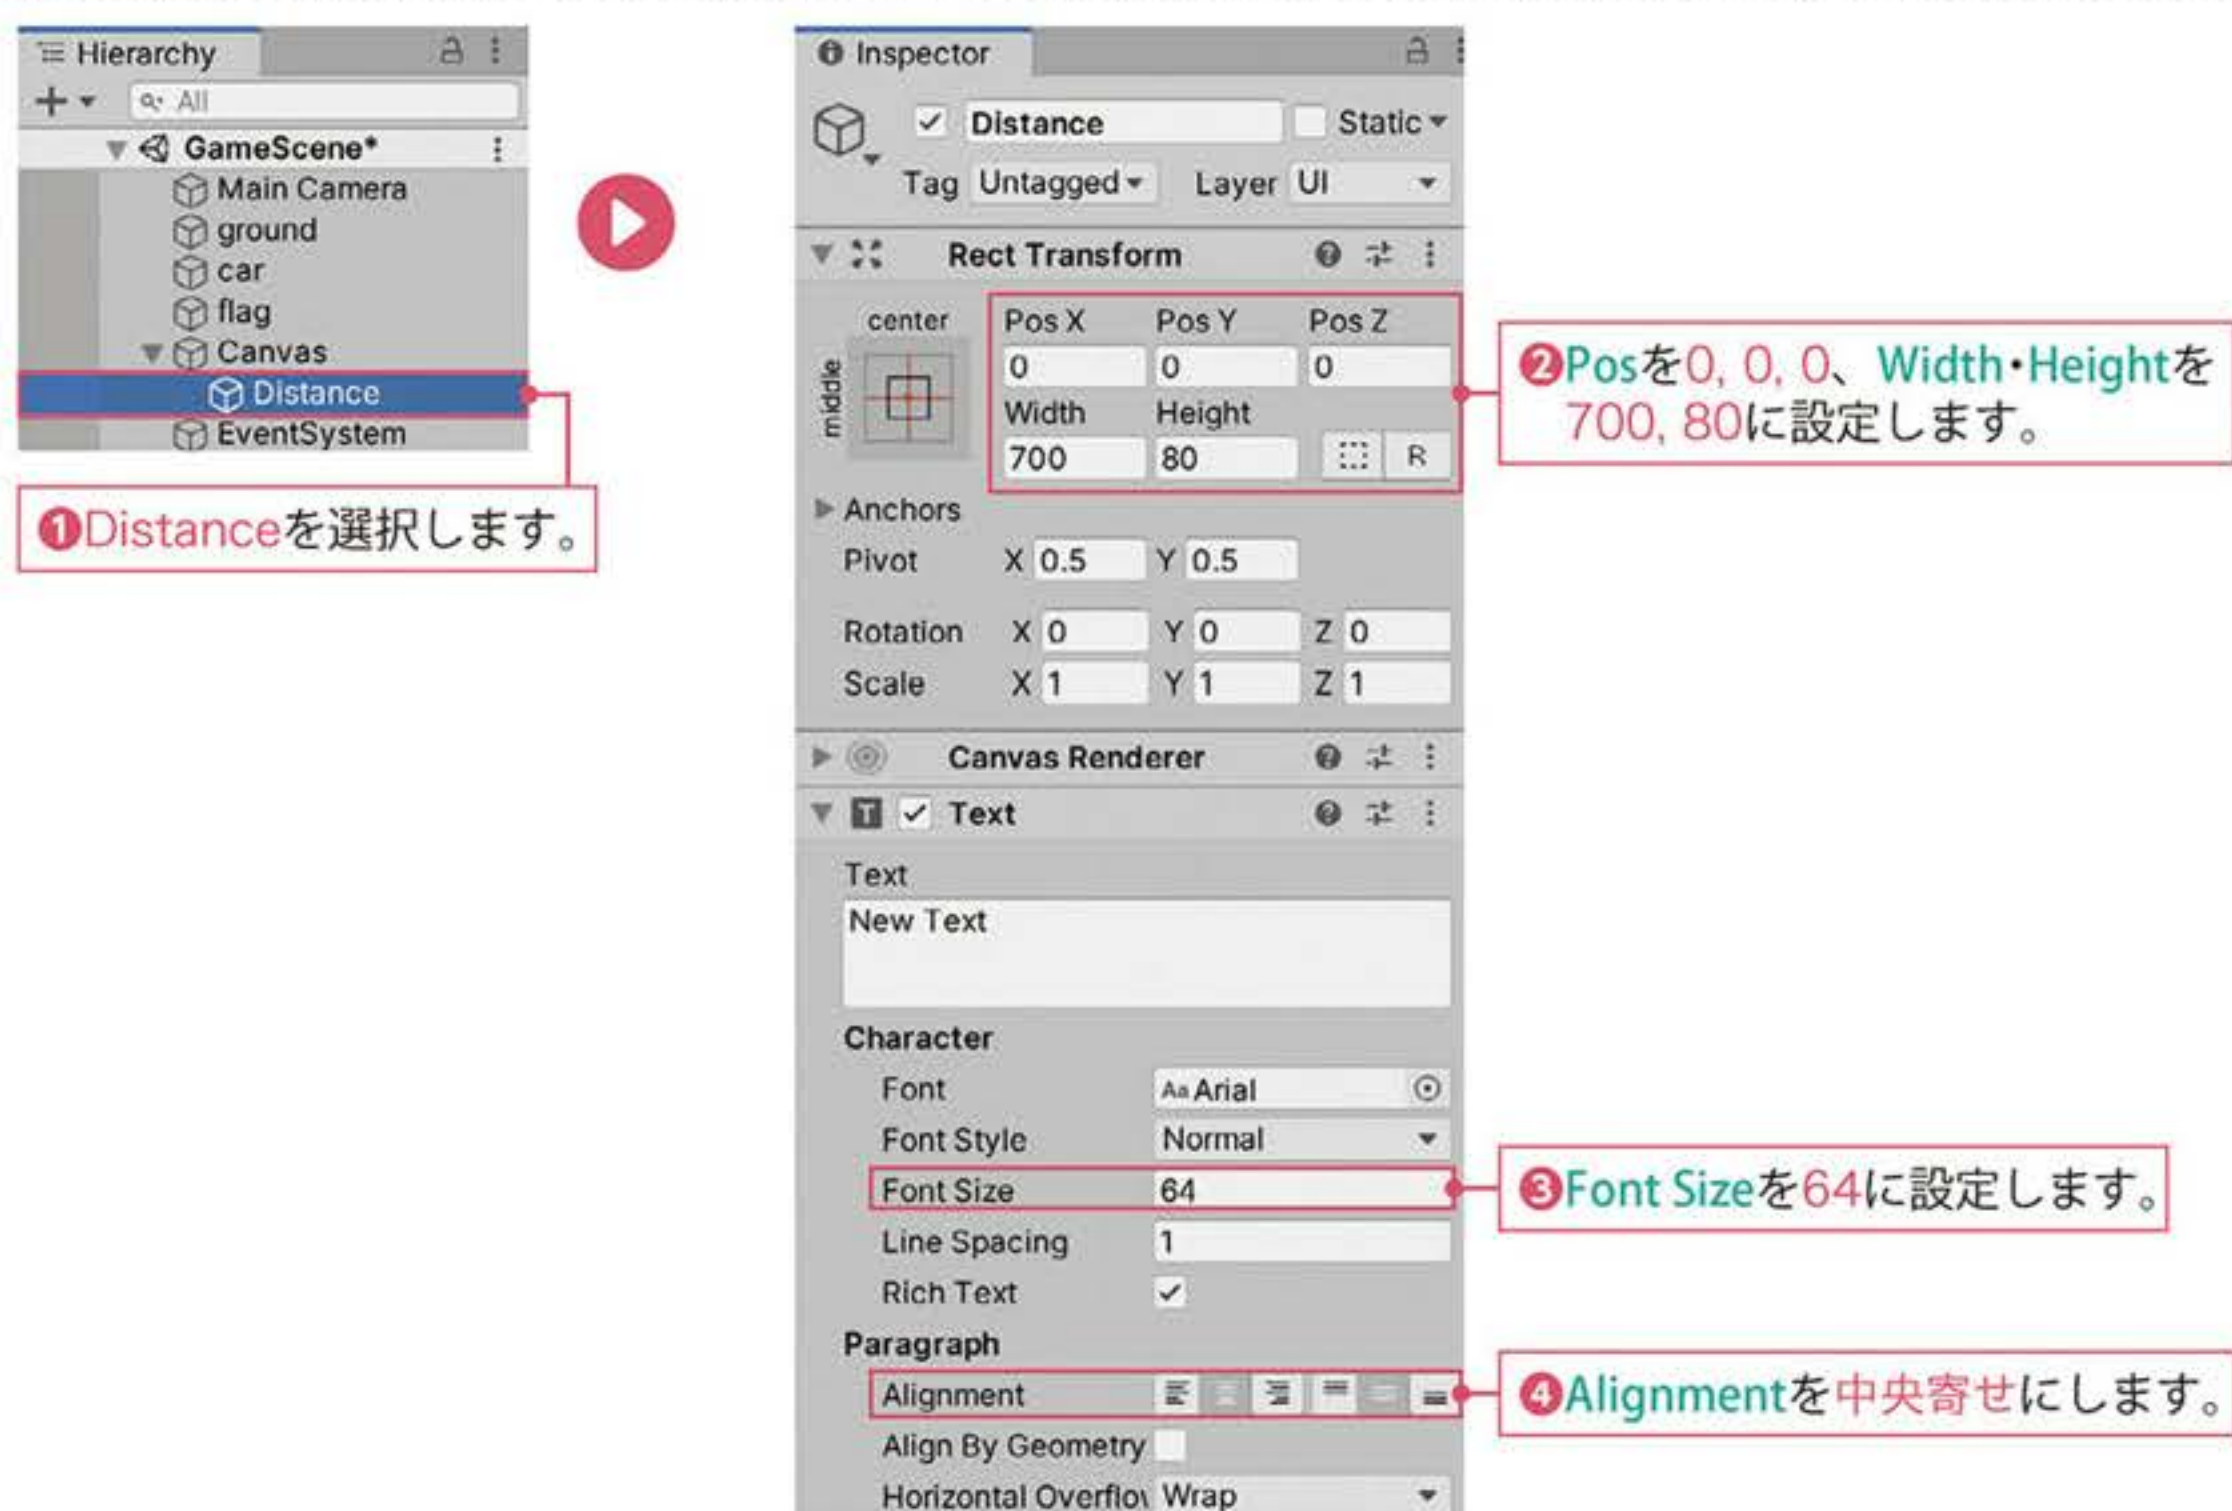 Hierarchy
All
GameScene*
Main Camera
ground
car
flag
Canvas
Distance
EventSystem
❶Distanceを選択します。
Inspector
Distance Static
Tag Untagged Layer UI
Rect Transform
center
middle
Pos X Pos Y Pos Z
0 0 0
Width Height
700 80 R
Anchors
Pivot X 0.5 Y 0.5
Rotation X 0 Y 0 Z 0
Scale X 1 Y 1 Z 1
Canvas Renderer
Text
Text
New Text
Character
Font Aa Arial
Font Style Normal
Font Size 64
Line Spacing 1
Rich Text
Paragraph
Alignment
Align By Geometry
Horizontal Overflo Wrap
❷Posを0, 0, 0、Width・Heightを
700, 80に設定します。
❸Font Sizeを64に設定します。
❹Alignmentを中央寄せにします。